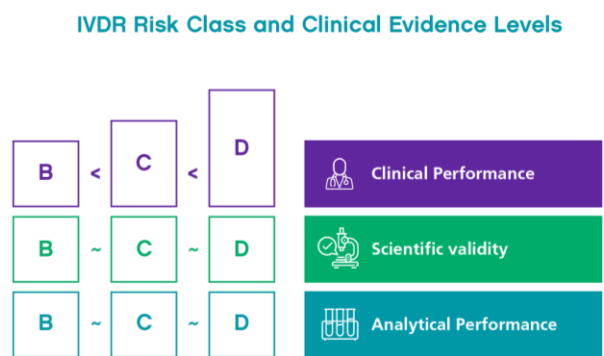 IVDR Risk Class and Clinical Evidence Levels
B < C < D Clinical Performance
B ~ C ~ D Scientific validity
B ~ C ~ D Analytical Performance